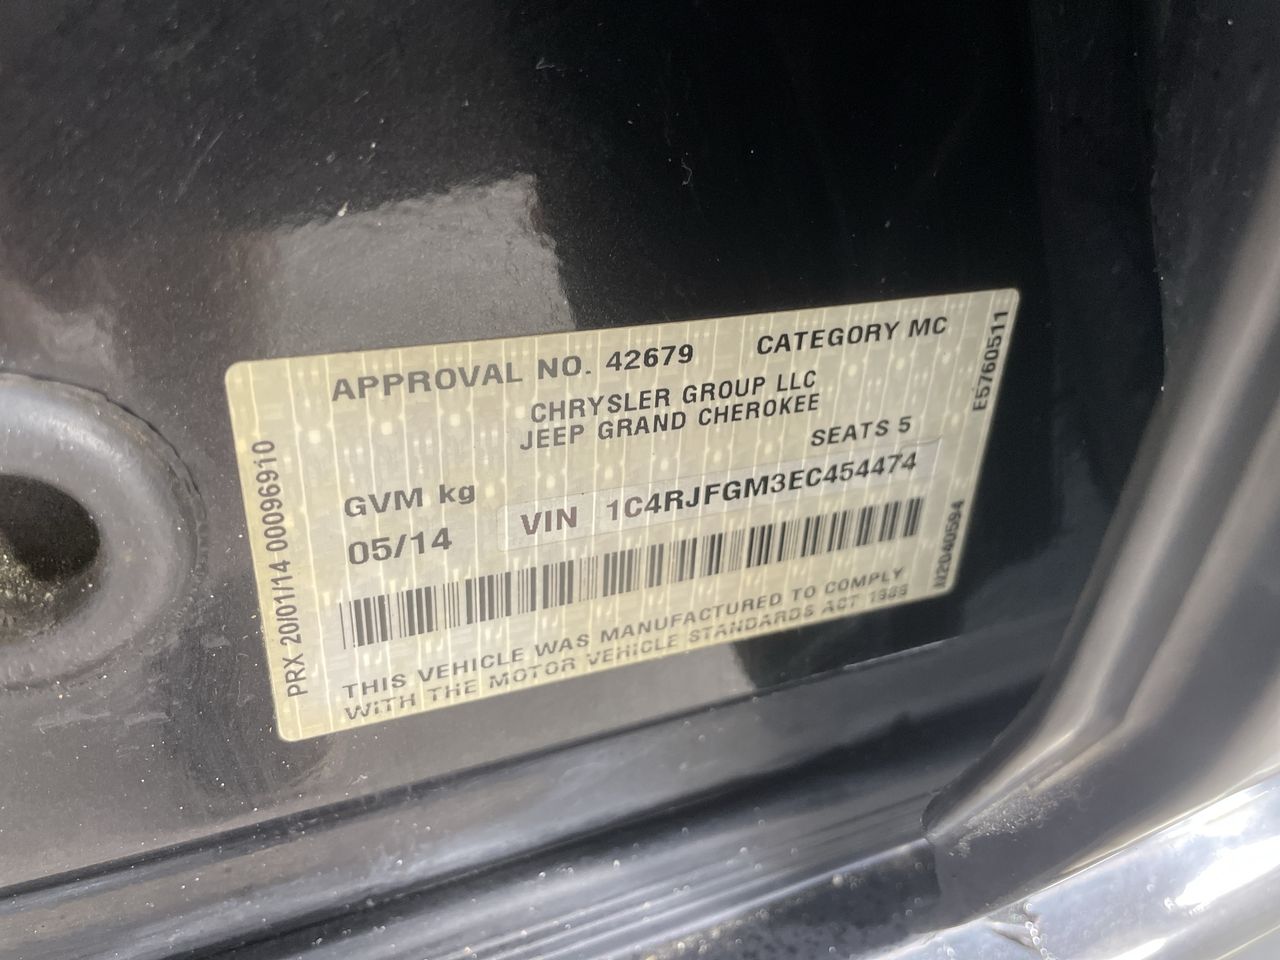 APPROVAL NO. 42679 CATEGORY MC
CHRYSLER GROUP LLC
JEEP GRAND CHEROKEE
SEATS 5
GVM kg
05/14
VIN 1C4RJFGM3EC454474
THIS VEHICLE WAS MANUFACTURED TO COMPLY
WITH THE MOTOR VEHICLE STANDARDS ACT 1989
PRX 20/01/14 00096910
E5760511
N2040594